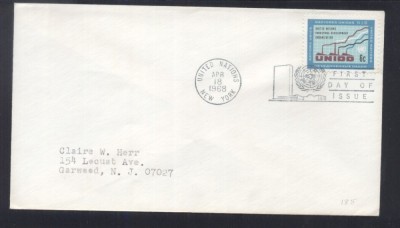 UNIDO 6c
UNITED NATIONS
APR
18
1968
NEW YORK
FIRST
DAY OF
ISSUE
Claire W. Herr
154 Locust Ave.
Garwood, N. J. 07027